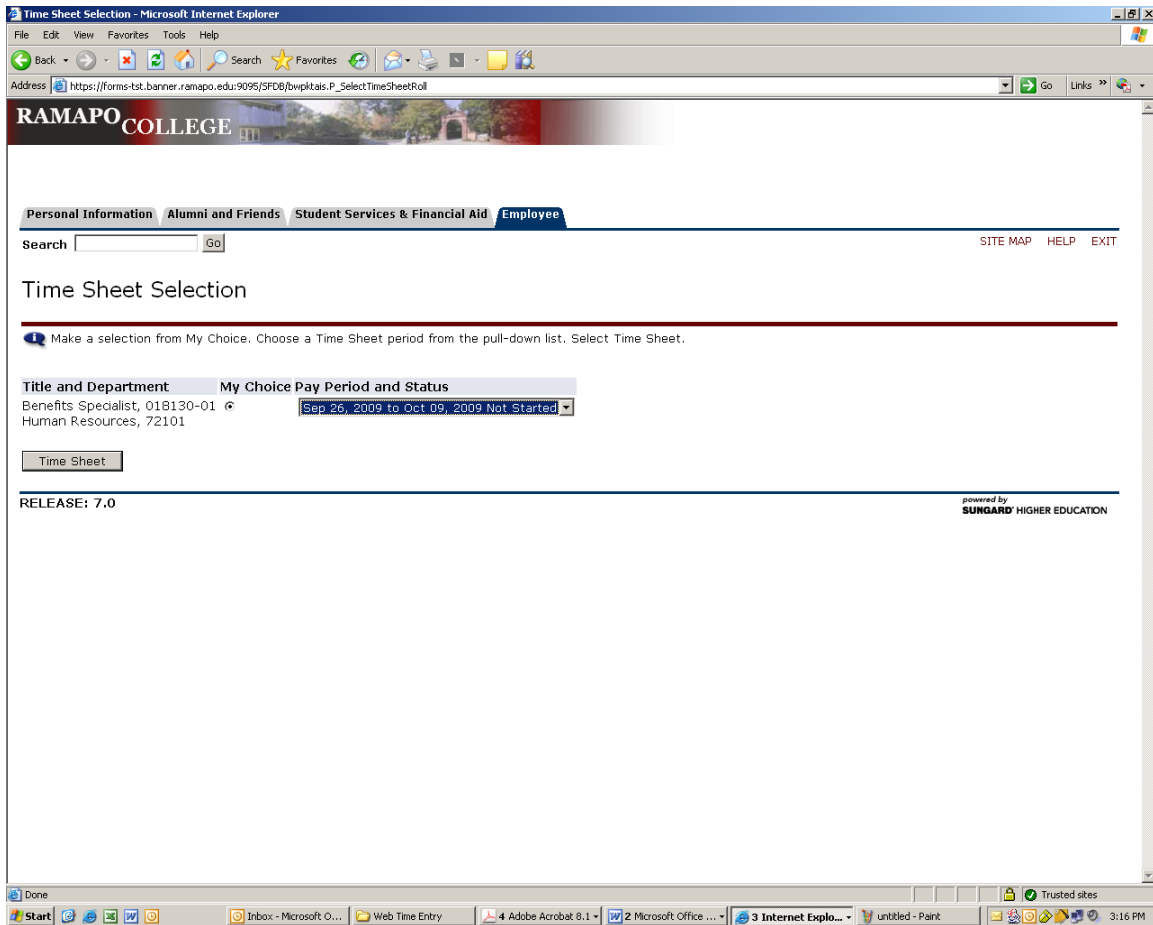 Time Sheet Selection - Microsoft Internet Explorer
File Edit View Favorites Tools Help
Back Search Favorites
Address https://forms-tst.banner.ramapo.edu:9095/SFDB/bwpktais.P_SelectTimeSheetRoll Go Links »
RAMAPO COLLEGE
Personal Information Alumni and Friends Student Services & Financial Aid Employee
Search Go SITE MAP HELP EXIT
Time Sheet Selection
Make a selection from My Choice. Choose a Time Sheet period from the pull-down list. Select Time Sheet.
Title and Department My Choice Pay Period and Status
Benefits Specialist, 018130-01 Sep 26, 2009 to Oct 09, 2009 Not Started
Human Resources, 72101
Time Sheet
RELEASE: 7.0 powered by
SUNGARD' HIGHER EDUCATION
Done Trusted sites
Start Inbox - Microsoft O... Web Time Entry 4 Adobe Acrobat 8.1 2 Microsoft Office ... 3 Internet Explo... untitled - Paint 3:16 PM